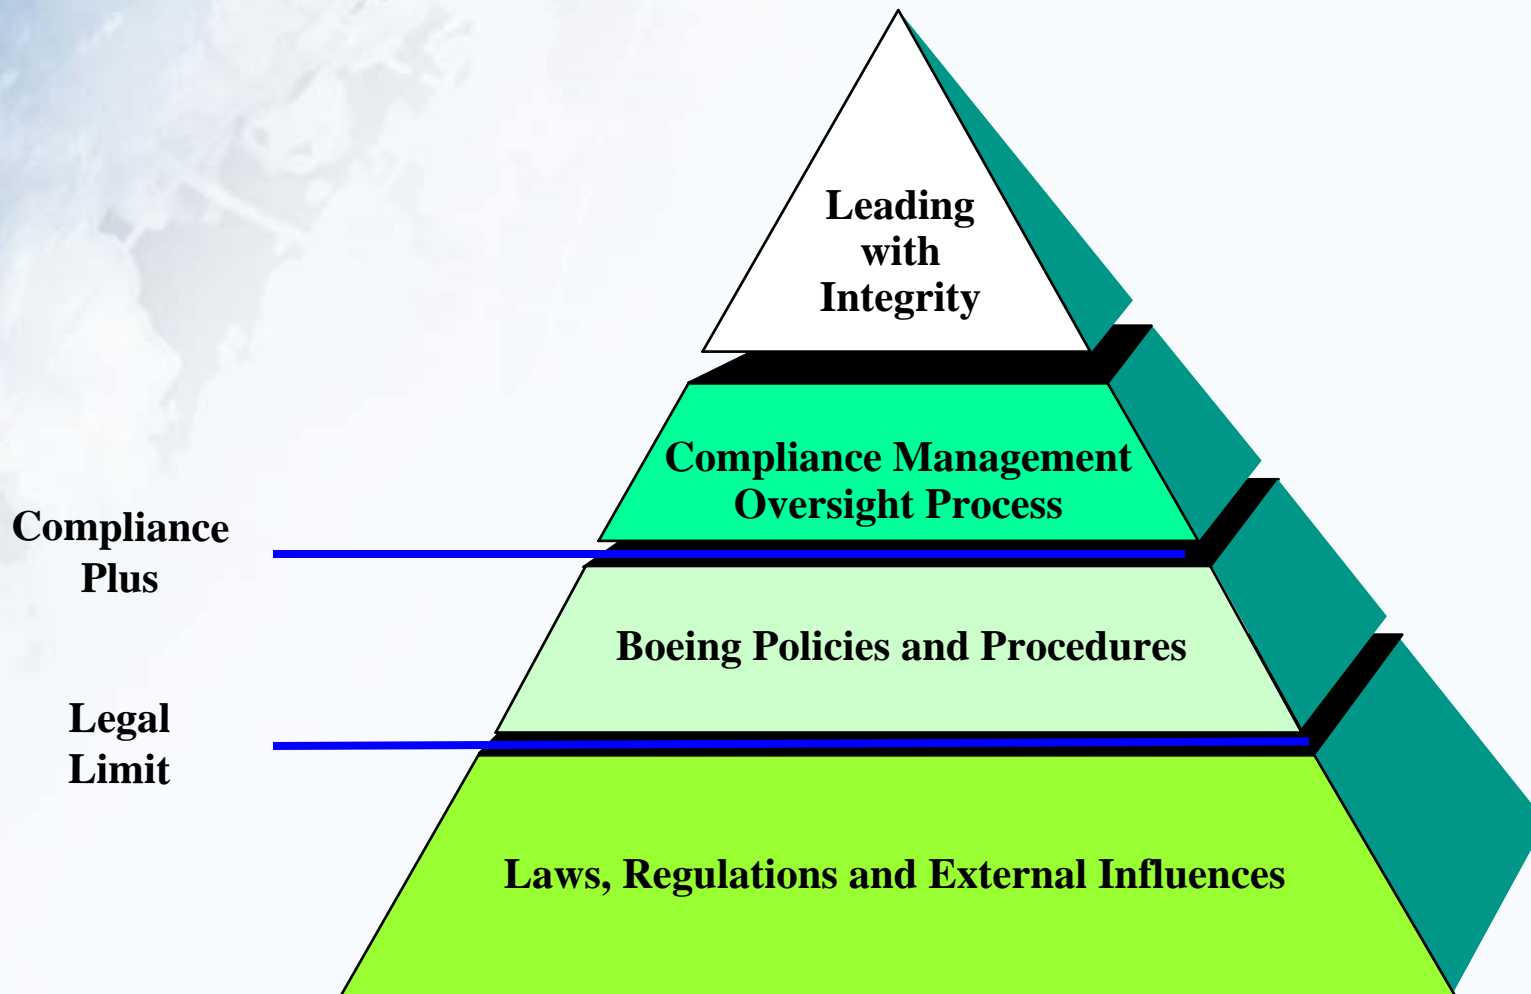 Leading
with
Integrity
Compliance Management
Oversight Process
Compliance
Plus
Boeing Policies and Procedures
Legal
Limit
Laws, Regulations and External Influences